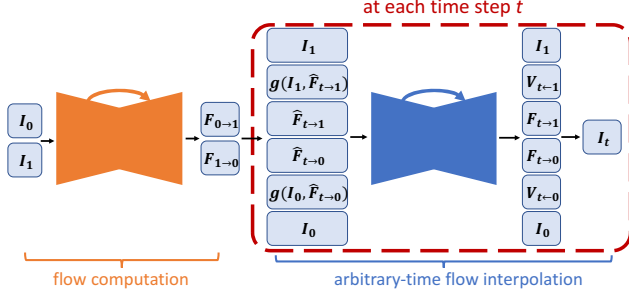 at each time step t
I₀
I₁
F₀→₁
F₁→₀
I₁
g(I₁, F̂ₜ→₁)
F̂ₜ→₁
F̂ₜ→₀
g(I₀, F̂ₜ→₀)
I₀
I₁
Vₜ←₁
Fₜ→₁
Fₜ→₀
Vₜ←₀
I₀
Iₜ
flow computation
arbitrary-time flow interpolation